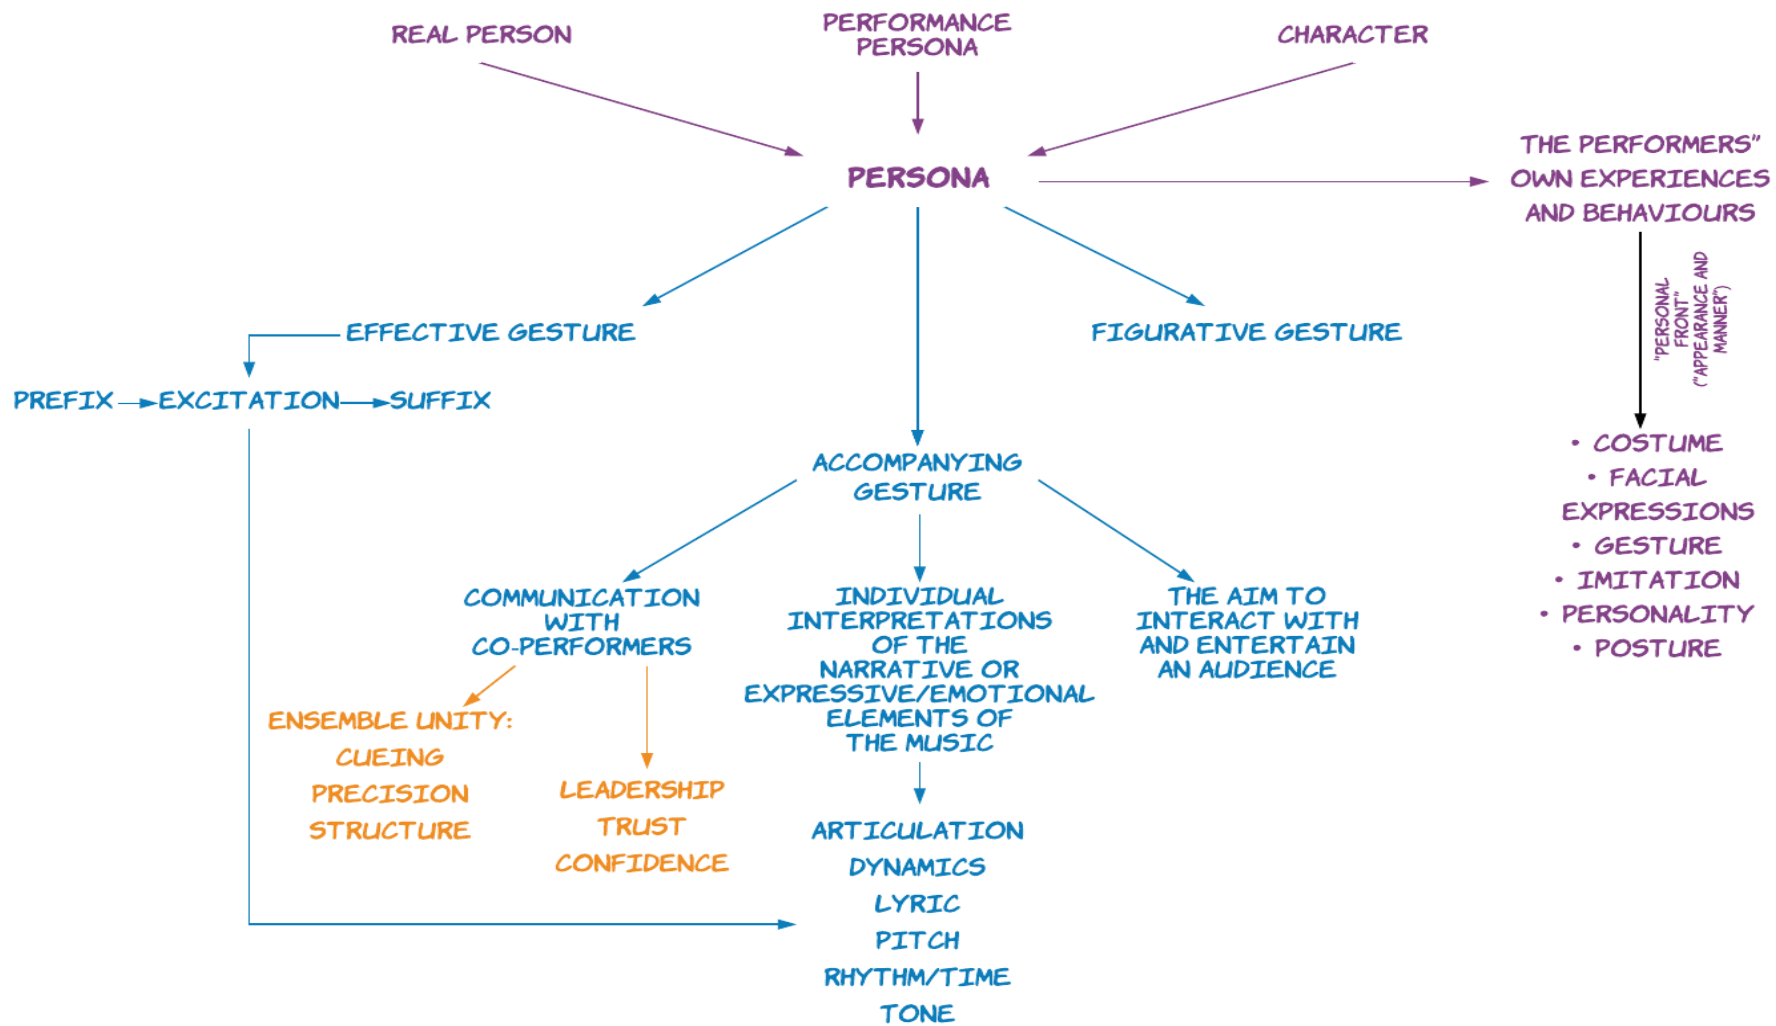 REAL PERSON
PERFORMANCE
PERSONA
CHARACTER
PERSONA
THE PERFORMERS"
OWN EXPERIENCES
AND BEHAVIOURS
"PERSONAL
FRONT"
("APPEARANCE AND
MANNER")
EFFECTIVE GESTURE
FIGURATIVE GESTURE
PREFIX
EXCITATION
SUFFIX
ACCOMPANYING
GESTURE
• COSTUME
• FACIAL
EXPRESSIONS
• GESTURE
• IMITATION
• PERSONALITY
• POSTURE
COMMUNICATION
WITH
CO-PERFORMERS
INDIVIDUAL
INTERPRETATIONS
OF THE
NARRATIVE OR
EXPRESSIVE/EMOTIONAL
ELEMENTS OF
THE MUSIC
THE AIM TO
INTERACT WITH
AND ENTERTAIN
AN AUDIENCE
ENSEMBLE UNITY:
CUEING
PRECISION
STRUCTURE
LEADERSHIP
TRUST
CONFIDENCE
ARTICULATION
DYNAMICS
LYRIC
PITCH
RHYTHM/TIME
TONE